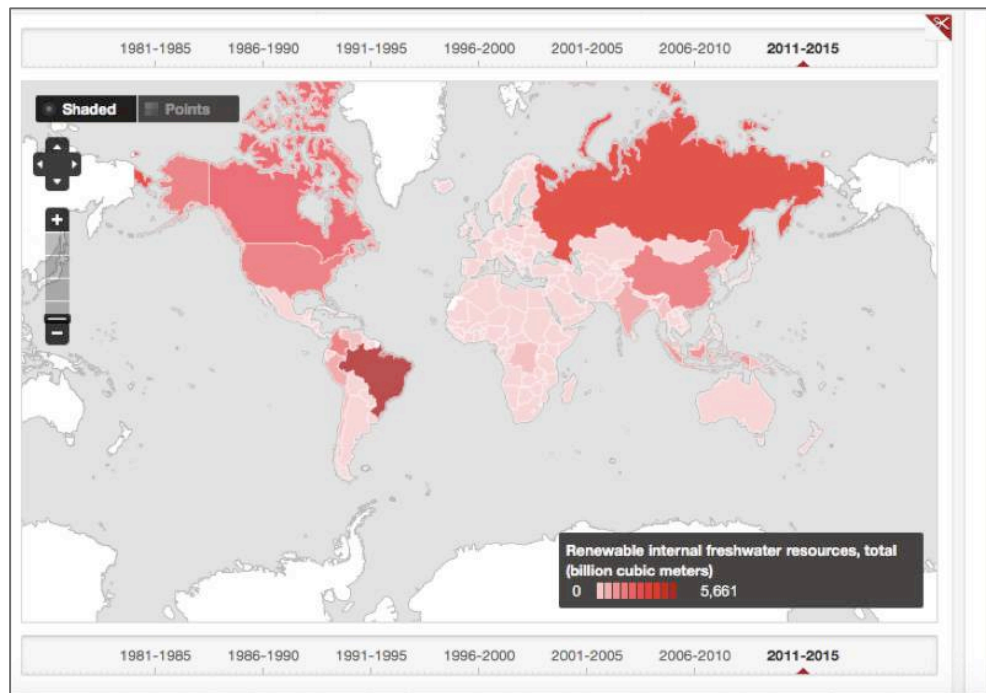 1981-1985 1986-1990 1991-1995 1996-2000 2001-2005 2006-2010 2011-2015
Shaded Points
+
−
Renewable internal freshwater resources, total
(billion cubic meters)
0 5,661
1981-1985 1986-1990 1991-1995 1996-2000 2001-2005 2006-2010 2011-2015